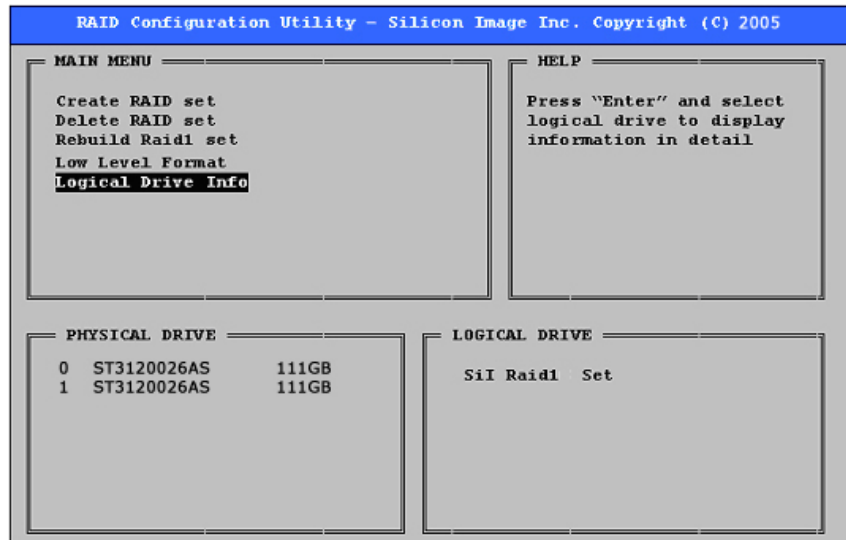 RAID Configuration Utility - Silicon Image Inc. Copyright (C) 2005
MAIN MENU
Create RAID set
Delete RAID set
Rebuild Raid1 set
Low Level Format
Logical Drive Info
HELP
Press "Enter" and select
logical drive to display
information in detail
PHYSICAL DRIVE
0 ST3120026AS 111GB
1 ST3120026AS 111GB
LOGICAL DRIVE
SiI Raid1 Set